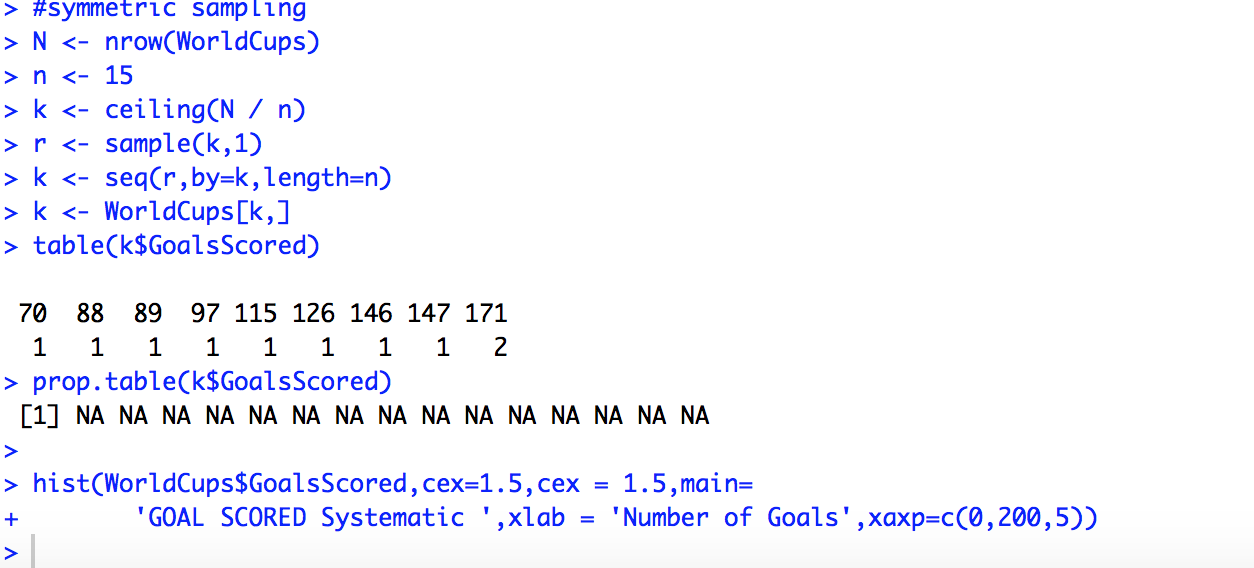 > #symmetric sampling
> N <- nrow(WorldCups)
> n <- 15
> k <- ceiling(N / n)
> r <- sample(k,1)
> k <- seq(r,by=k,length=n)
> k <- WorldCups[k,]
> table(k$GoalsScored)
70 88 89 97 115 126 146 147 171
1 1 1 1 1 1 1 1 2
> prop.table(k$GoalsScored)
[1] NA NA NA NA NA NA NA NA NA NA NA NA NA NA NA
>
> hist(WorldCups$GoalsScored,cex=1.5,cex = 1.5,main=
+ 'GOAL SCORED Systematic ',xlab = 'Number of Goals',xaxp=c(0,200,5))
>